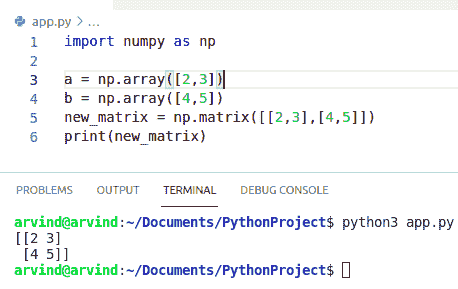 app.py > ...
1 import numpy as np
2
3 a = np.array([2,3])
4 b = np.array([4,5])
5 new_matrix = np.matrix([[2,3],[4,5]])
6 print(new_matrix)
PROBLEMS OUTPUT TERMINAL DEBUG CONSOLE
arvind@arvind:~/Documents/PythonProject$ python3 app.py
[[2 3]
 [4 5]]
arvind@arvind:~/Documents/PythonProject$